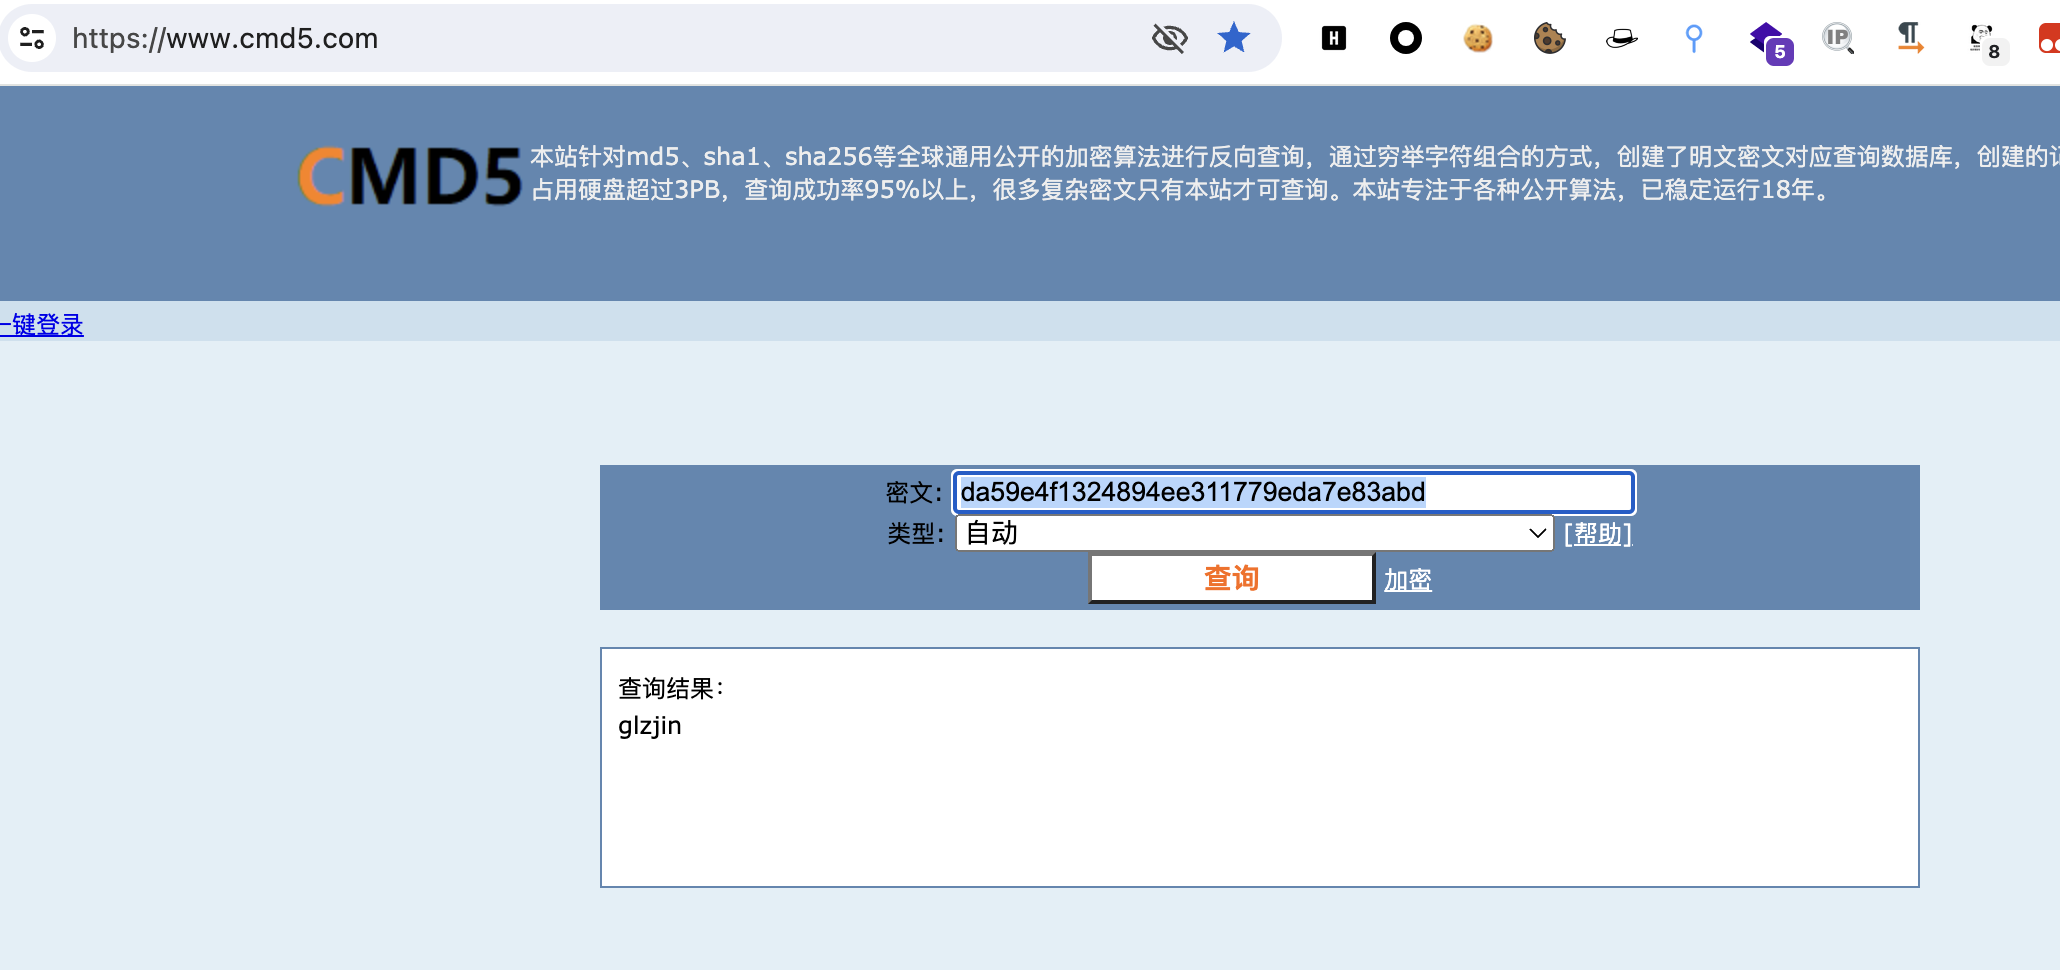 https://www.cmd5.com
H
5
IP
8
CMD5
本站针对md5、sha1、sha256等全球通用公开的加密算法进行反向查询，通过穷举字符组合的方式，创建了明文密文对应查询数据库，创建的
占用硬盘超过3PB，查询成功率95%以上，很多复杂密文只有本站才可查询。本站专注于各种公开算法，已稳定运行18年。
一键登录
密文：da59e4f1324894ee311779eda7e83abd
类型：自动 [帮助]
查询 加密
查询结果：
glzjin